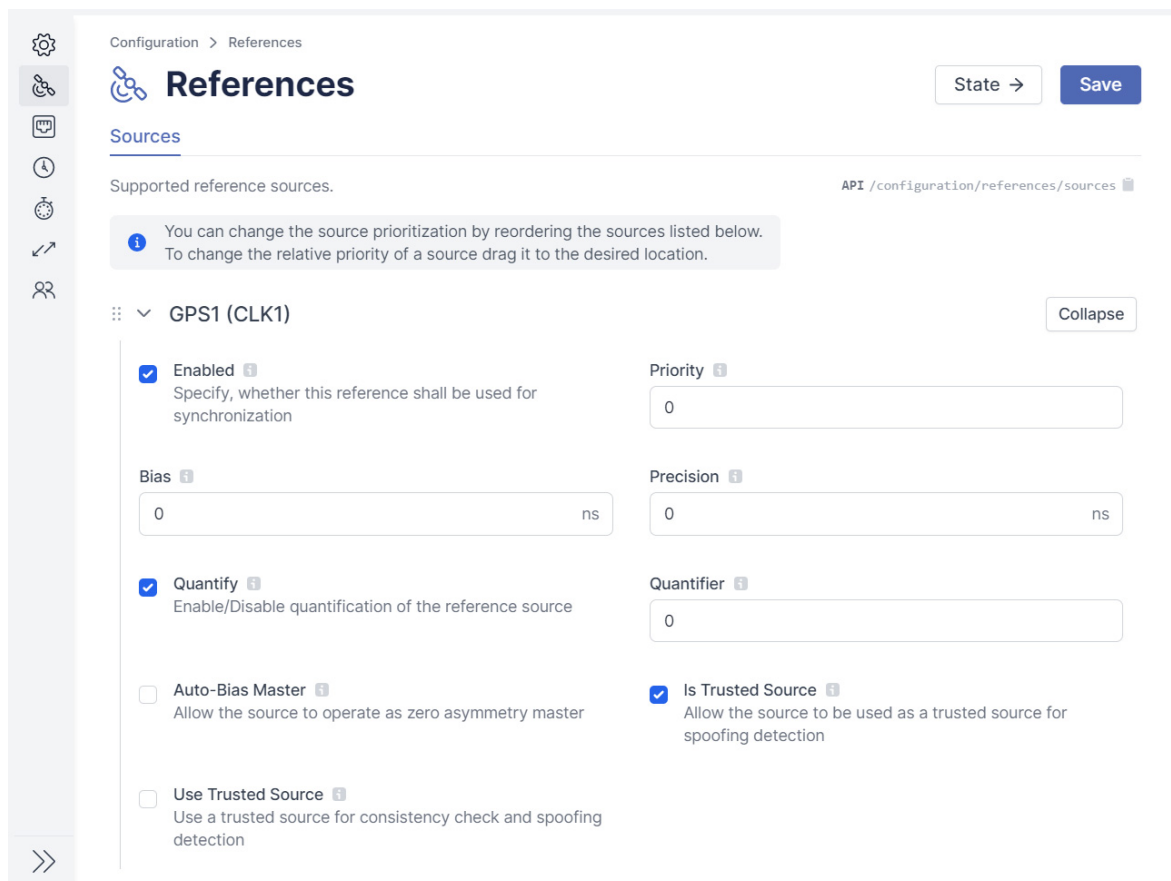 Configuration > References
References
State →
Save
Sources
Supported reference sources.
API /configuration/references/sources
You can change the source prioritization by reordering the sources listed below.
To change the relative priority of a source drag it to the desired location.
GPS1 (CLK1)
Collapse
Enabled
Specify, whether this reference shall be used for
synchronization
Priority
0
Bias
0 ns
Precision
0 ns
Quantify
Enable/Disable quantification of the reference source
Quantifier
0
Auto-Bias Master
Allow the source to operate as zero asymmetry master
Is Trusted Source
Allow the source to be used as a trusted source for
spoofing detection
Use Trusted Source
Use a trusted source for consistency check and spoofing
detection